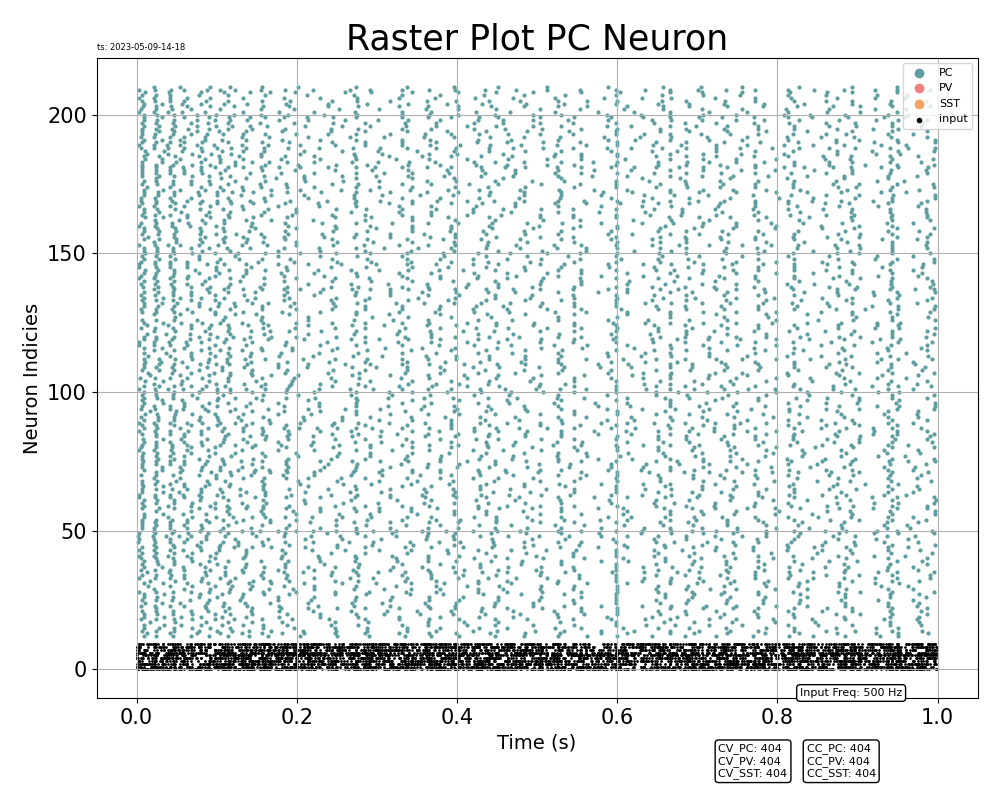 Raster Plot PC Neuron
ts: 2023-05-09-14-18
PC
PV
SST
input
200
150
100
50
0
Neuron Indicies
0.0 0.2 0.4 0.6 0.8 1.0
Time (s)
Input Freq: 500 Hz
CV_PC: 404
CV_PV: 404
CV_SST: 404
CC_PC: 404
CC_PV: 404
CC_SST: 404